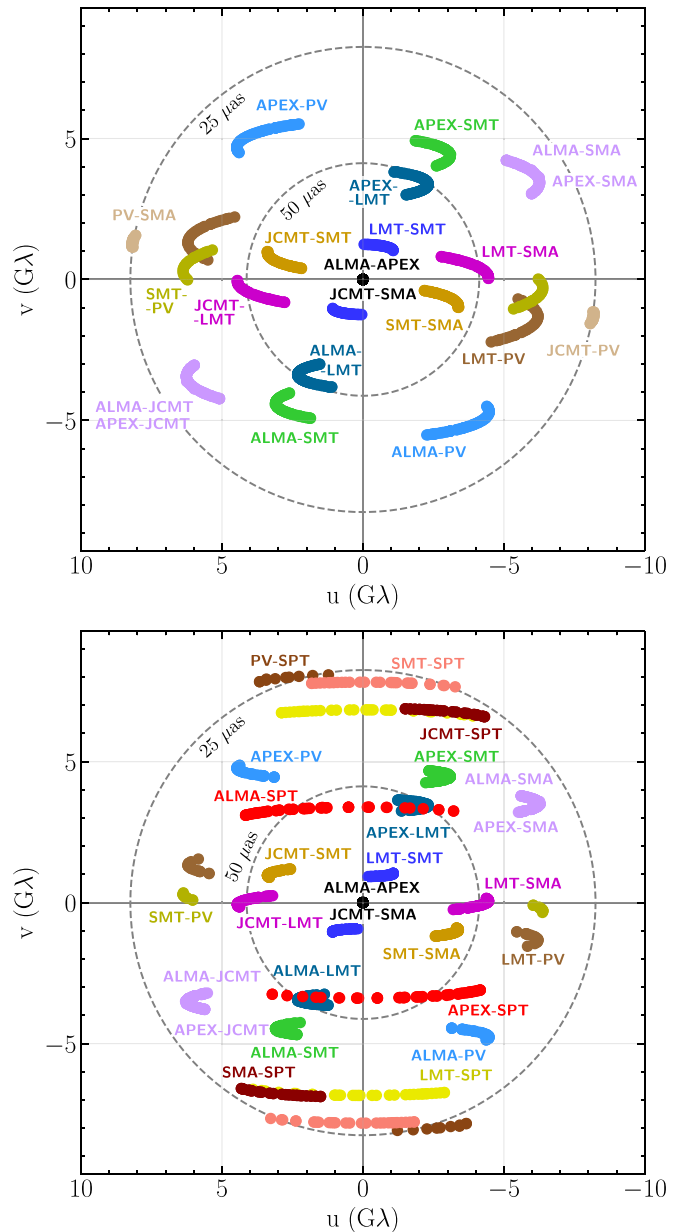 APEX-PV
APEX-SMT
25 μas
ALMA-SMA
APEX-SMA
APEX-
-LMT
50 μas
PV-SMA
JCMT-SMT
LMT-SMT
LMT-SMA
ALMA-APEX
JCMT-SMA
SMT-
-PV
JCMT-
-LMT
SMT-SMA
LMT-PV
JCMT-PV
ALMA-
-LMT
ALMA-JCMT
APEX-JCMT
ALMA-SMT
ALMA-PV
5
0
−5
v (Gλ)
10
5
0
−5
−10
u (Gλ)
PV-SPT
SMT-SPT
JCMT-SPT
25 μas
APEX-PV
APEX-SMT
ALMA-SMA
ALMA-SPT
APEX-LMT
APEX-SMA
50 μas
JCMT-SMT
LMT-SMT
ALMA-APEX
LMT-SMA
SMT-PV
JCMT-LMT
JCMT-SMA
SMT-SMA
LMT-PV
ALMA-JCMT
ALMA-LMT
APEX-JCMT
APEX-SPT
ALMA-SMT
ALMA-PV
SMA-SPT
LMT-SPT
5
0
−5
v (Gλ)
10
5
0
−5
−10
u (Gλ)